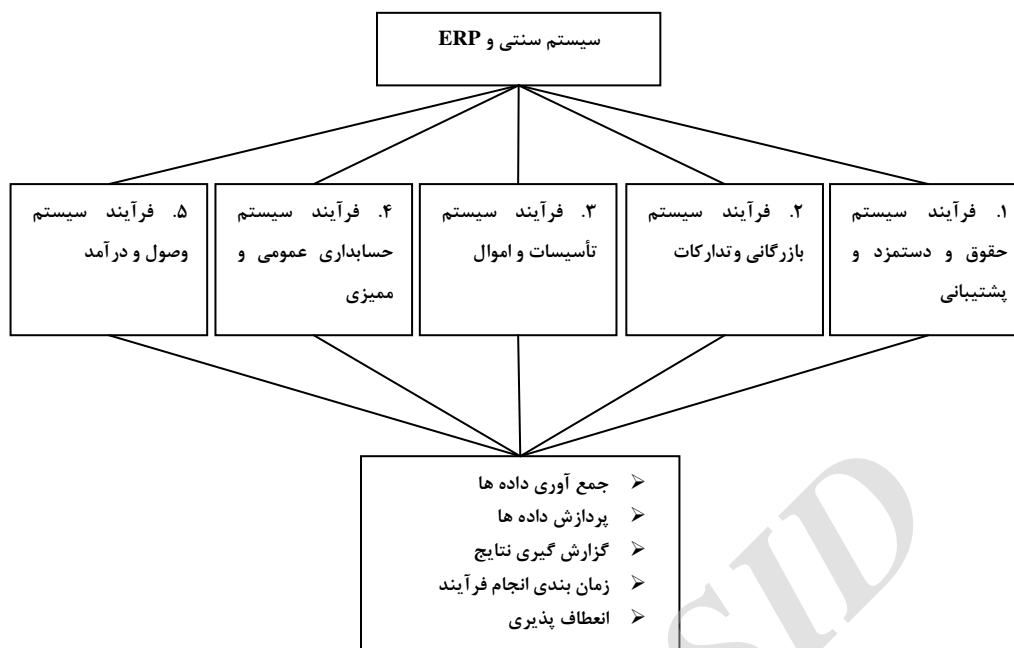 سیستم سنتی و ERP
۱. فرآیند سیستم
حقوق و دستمزد و
پشتیبانی
۲. فرآیند سیستم
بازرگانی وتدارکات
۳. فرآیند سیستم
تأسیسات و اموال
۴. فرآیند سیستم
حسابداری عمومی و
ممیزی
۵. فرآیند سیستم
وصول و درآمد
➢ جمع آوری داده ها
➢ پردازش داده ها
➢ گزارش گیری نتایج
➢ زمان بندی انجام فرآیند
➢ انعطاف پذیری
SID